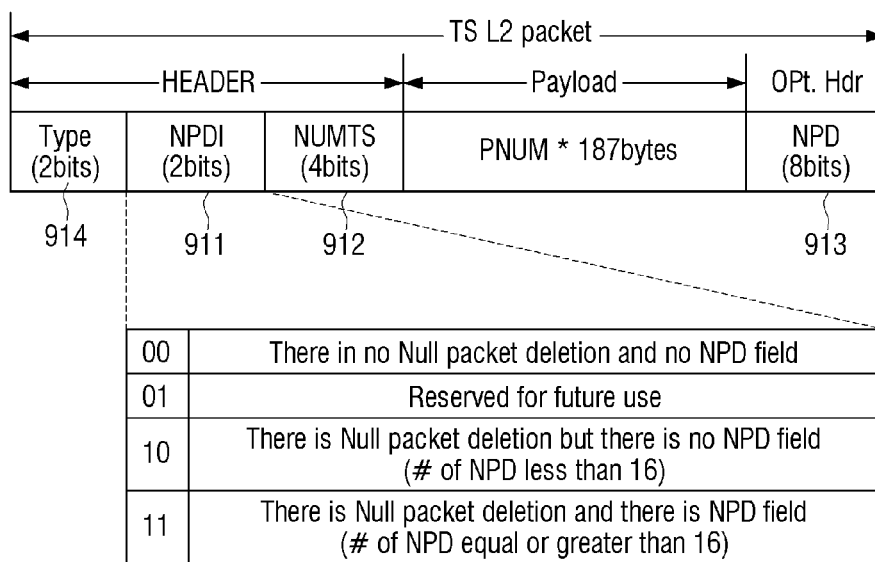 TS L2 packet
HEADER
Payload
OPt. Hdr
Type
(2bits)
NPDI
(2bits)
NUMTS
(4bits)
PNUM * 187bytes
NPD
(8bits)
914
911
912
913
00 There in no Null packet deletion and no NPD field
01 Reserved for future use
10 There is Null packet deletion but there is no NPD field
(# of NPD less than 16)
11 There is Null packet deletion and there is NPD field
(# of NPD equal or greater than 16)